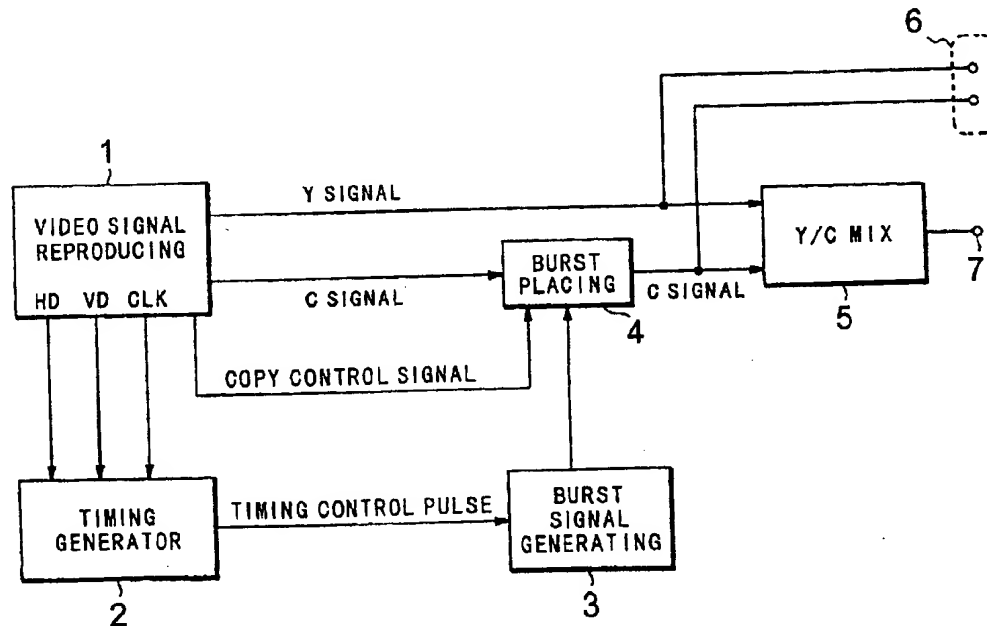 6
1
Y SIGNAL
VIDEO SIGNAL
REPRODUCING
HD VD CLK
C SIGNAL
BURST
PLACING
4
C SIGNAL
Y/C MIX
5
7
COPY CONTROL SIGNAL
TIMING
GENERATOR
2
TIMING CONTROL PULSE
BURST
SIGNAL
GENERATING
3